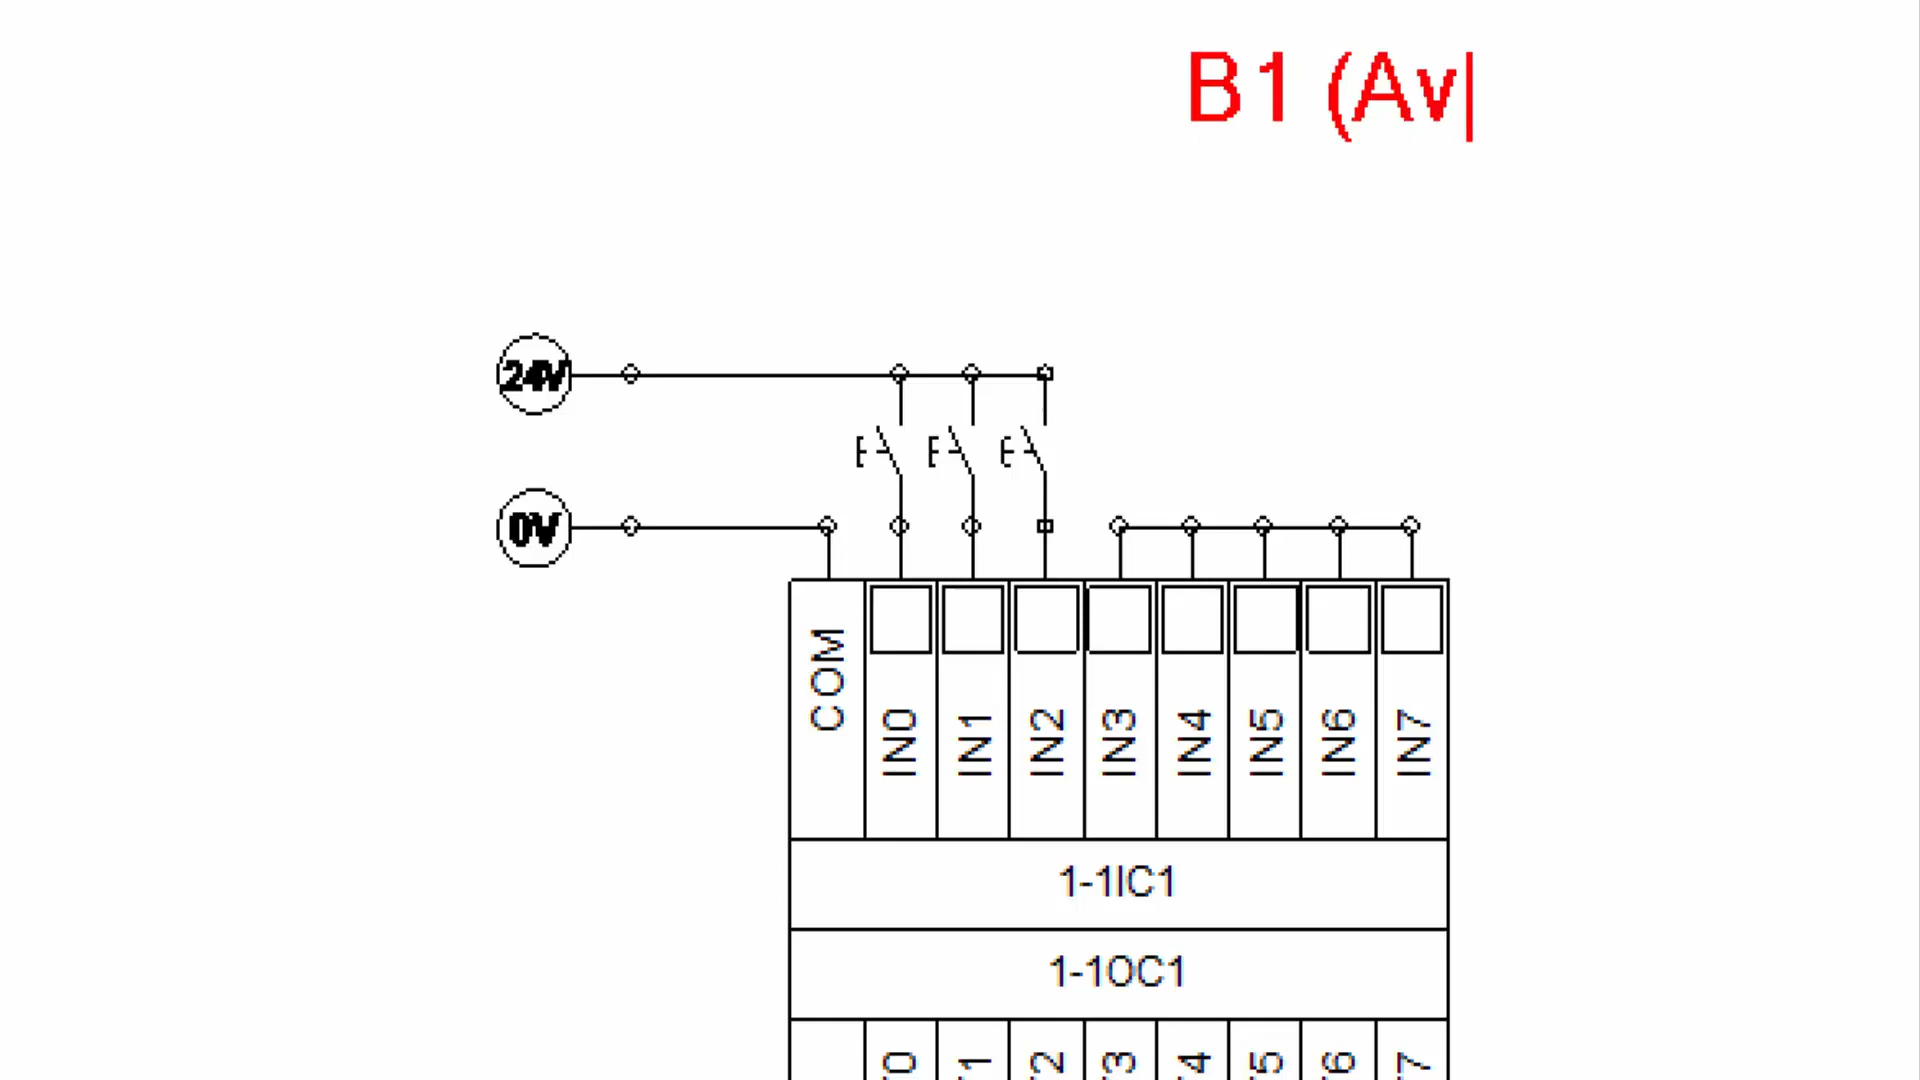 B1 (Av
24V
0V
COM IN0 IN1 IN2 IN3 IN4 IN5 IN6 IN7
1-1IC1
1-1OC1